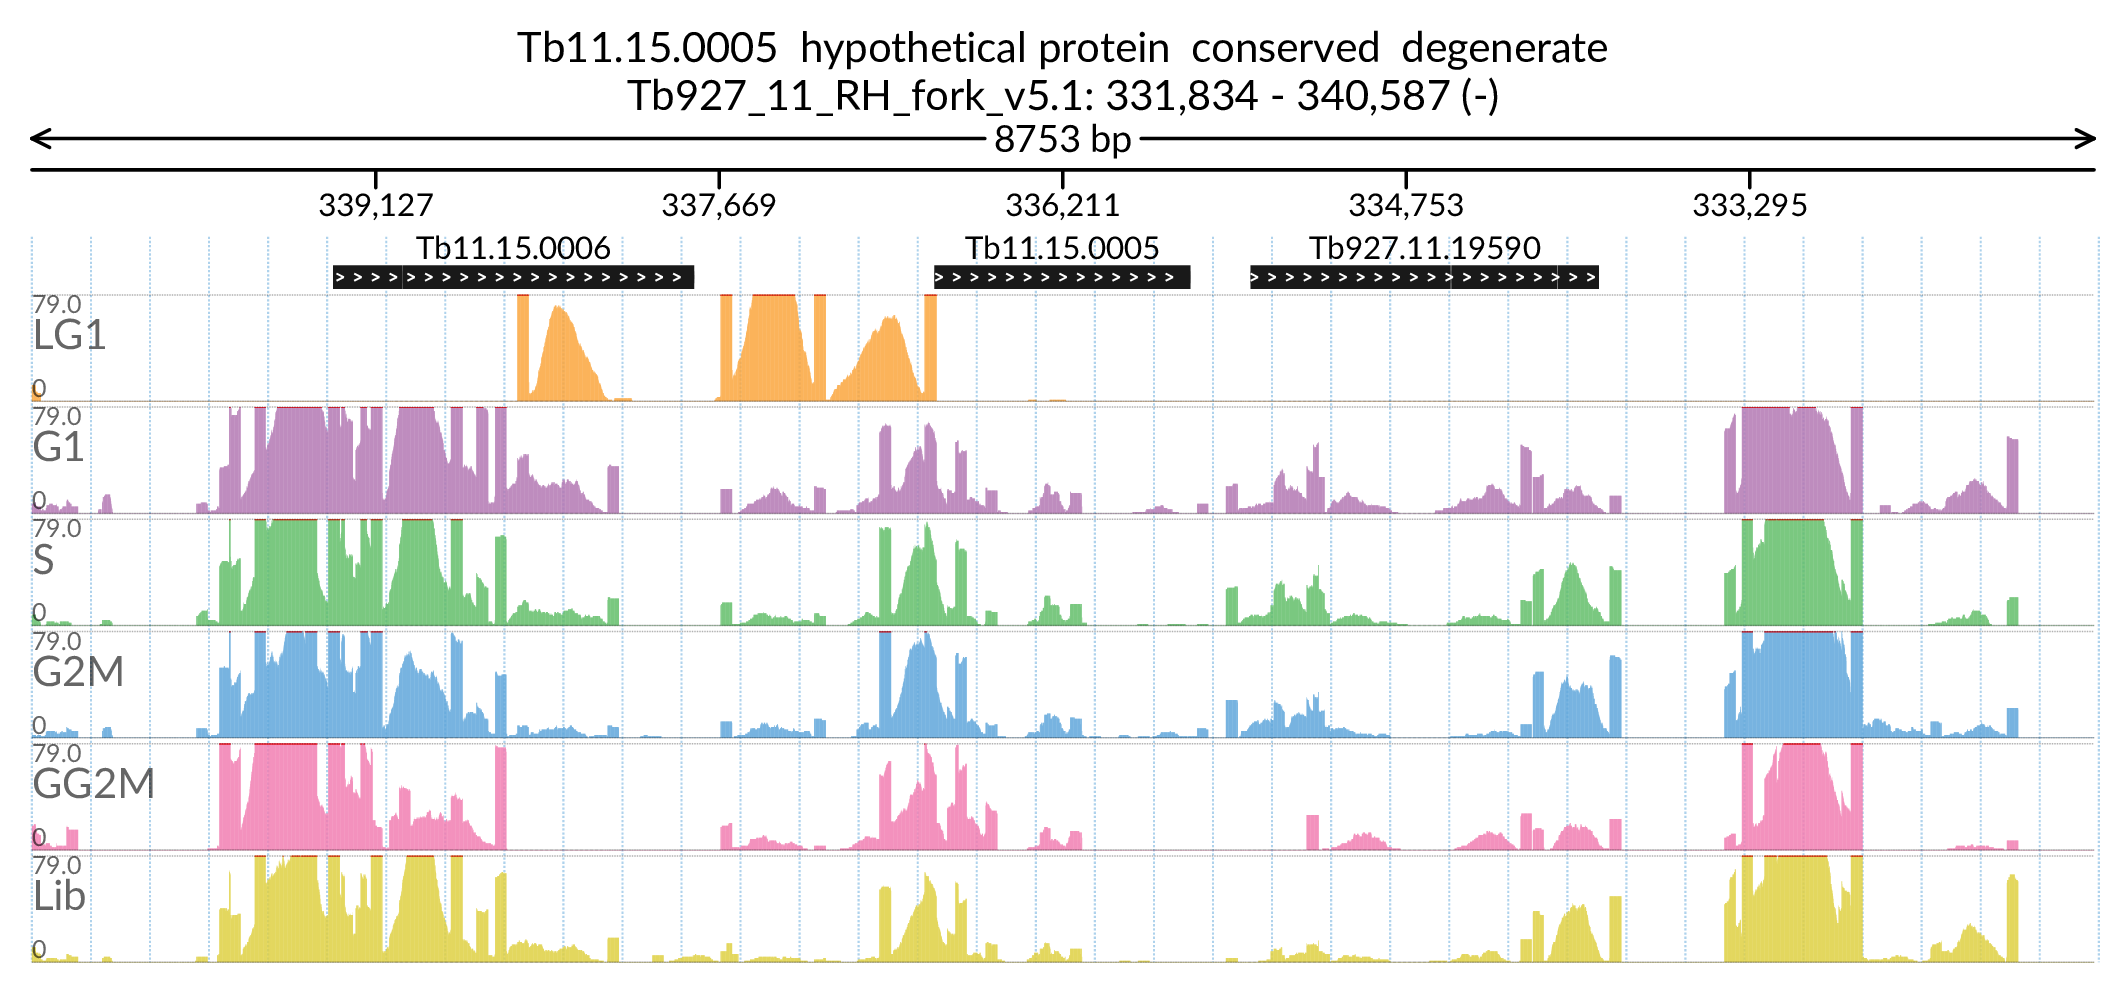 Tb11.15.0005 hypothetical protein conserved degenerate
Tb927_11_RH_fork_v5.1: 331,834 - 340,587 (-)
8753 bp
339,127 337,669 336,211 334,753 333,295
Tb11.15.0006 Tb11.15.0005 Tb927.11.19590
79.0
LG1
0
79.0
G1
0
79.0
S
0
79.0
G2M
0
79.0
GG2M
0
79.0
Lib
0